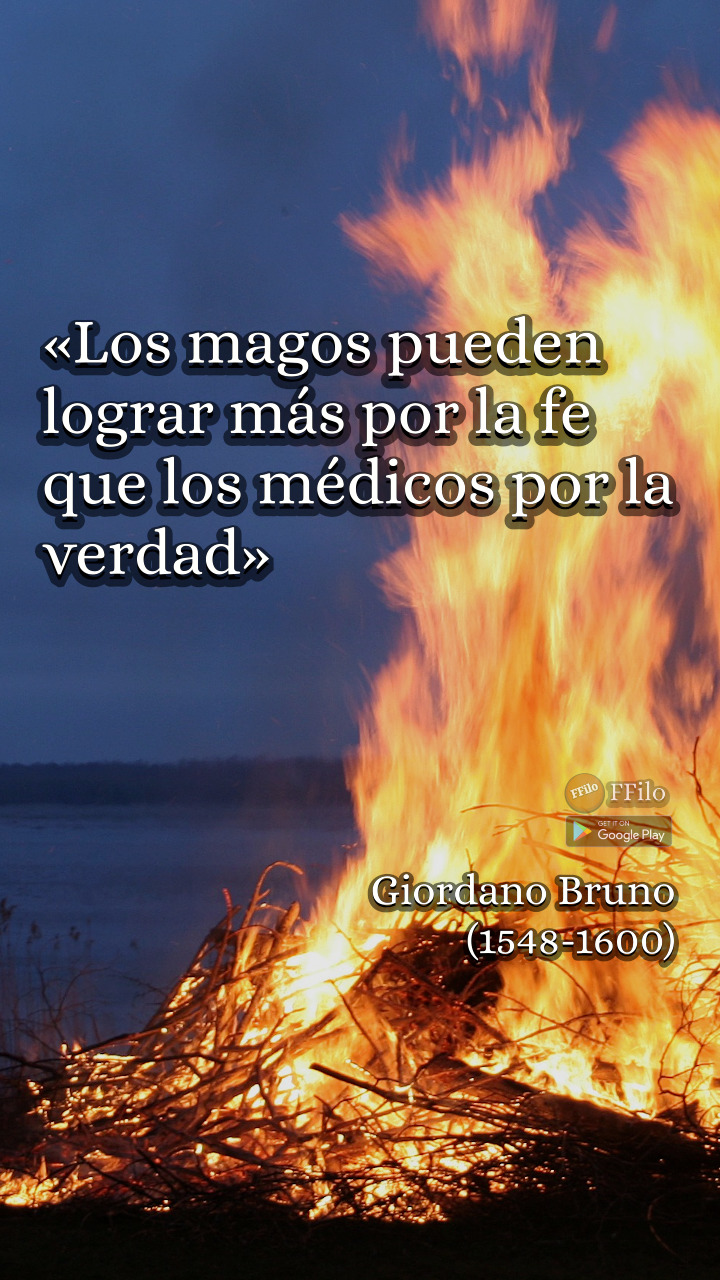 «Los magos pueden
lograr más por la fe
que los médicos por la
verdad»
FFilo FFilo
GET IT ON
Google Play
Giordano Bruno
(1548-1600)